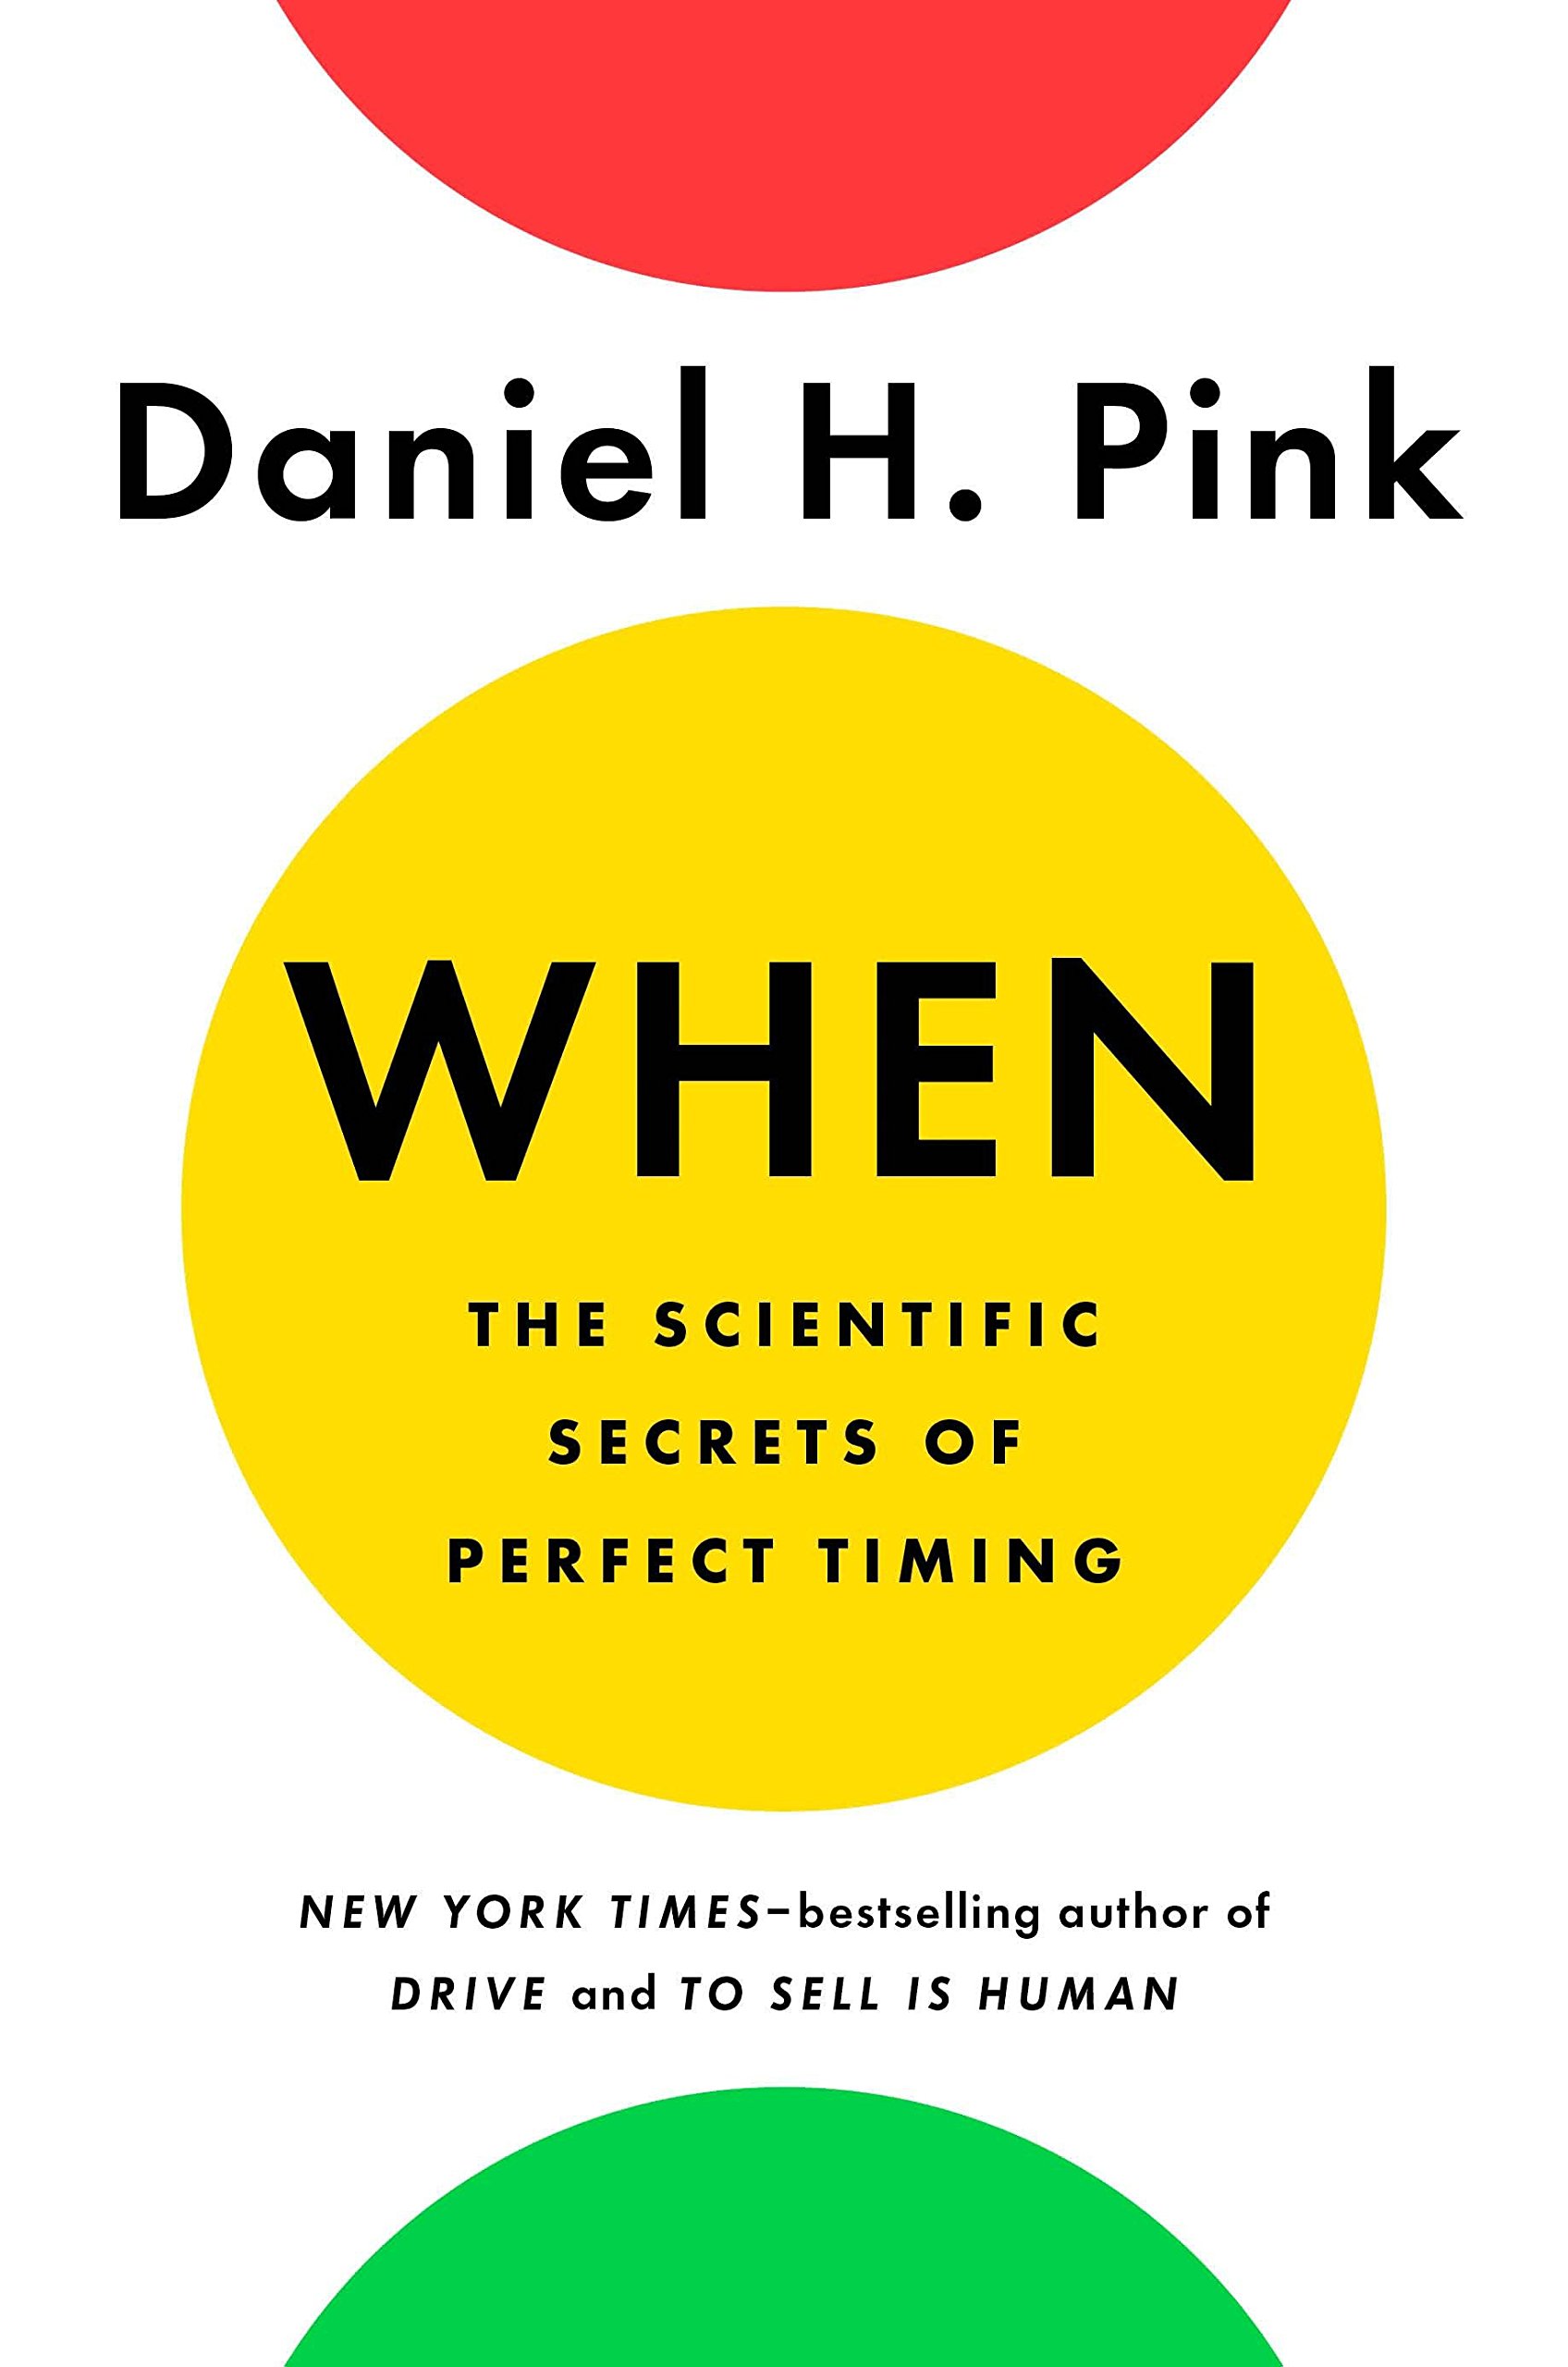 Daniel H. Pink
WHEN
THE SCIENTIFIC
SECRETS OF
PERFECT TIMING
NEW YORK TIMES–bestselling author of
DRIVE and TO SELL IS HUMAN